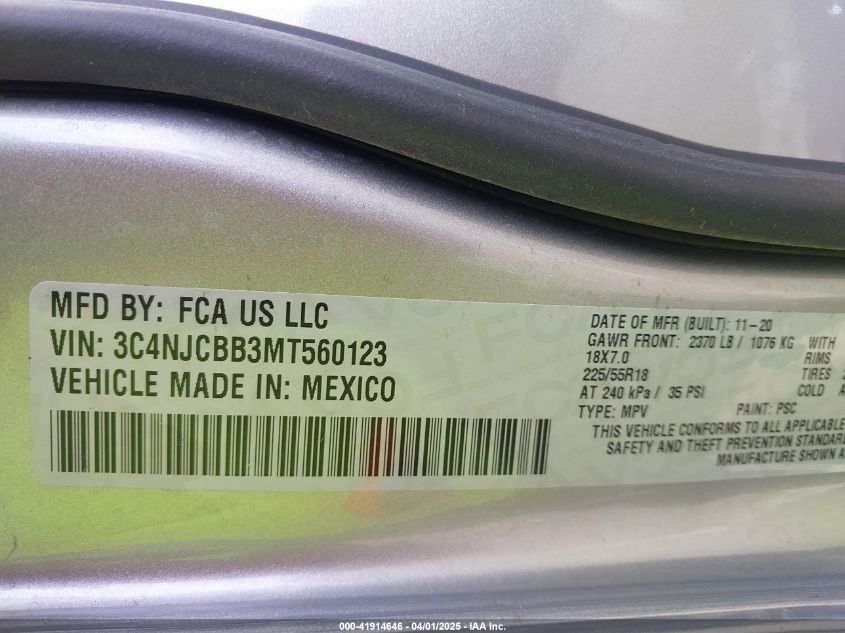 MFD BY: FCA US LLC
VIN: 3C4NJCBB3MT560123
VEHICLE MADE IN: MEXICO
DATE OF MFR (BUILT): 11-20
GAWR FRONT: 2370 LB / 1076 KG WITH
18X7.0 RIMS
225/55R18 TIRES
AT 240 kPa / 35 PSI COLD
TYPE: MPV PAINT: PSC
THIS VEHICLE CONFORMS TO ALL APPLICABLE
SAFETY AND THEFT PREVENTION STANDARD
MANUFACTURE SHOWN A
000-41914646 - 04/01/2025 - IAA Inc.